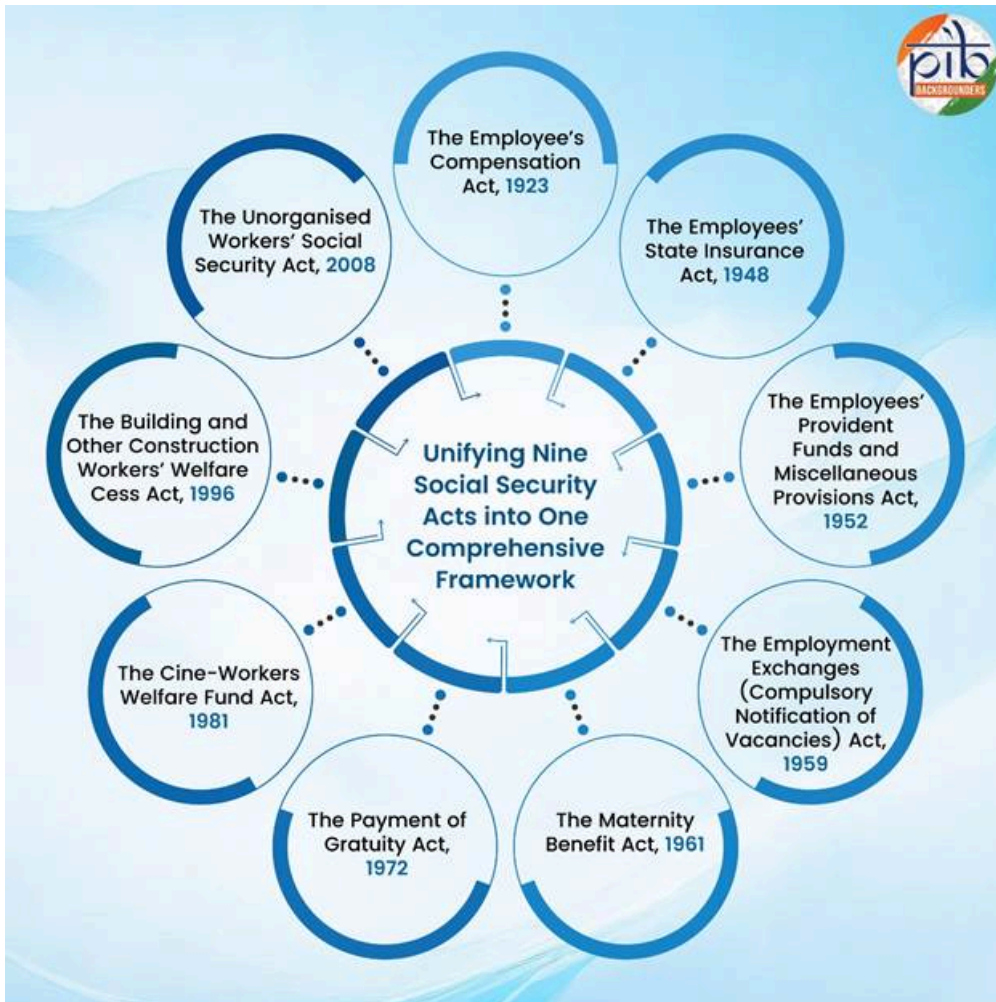 pib
BACKGROUNDERS
The Employee's
Compensation
Act, 1923
The Employees'
State Insurance
Act, 1948
The Employees'
Provident
Funds and
Miscellaneous
Provisions Act,
1952
The Employment
Exchanges
(Compulsory
Notification of
Vacancies) Act,
1959
The Maternity
Benefit Act, 1961
The Payment of
Gratuity Act,
1972
The Cine-Workers
Welfare Fund Act,
1981
The Building and
Other Construction
Workers' Welfare
Cess Act, 1996
The Unorganised
Workers' Social
Security Act, 2008
Unifying Nine
Social Security
Acts into One
Comprehensive
Framework